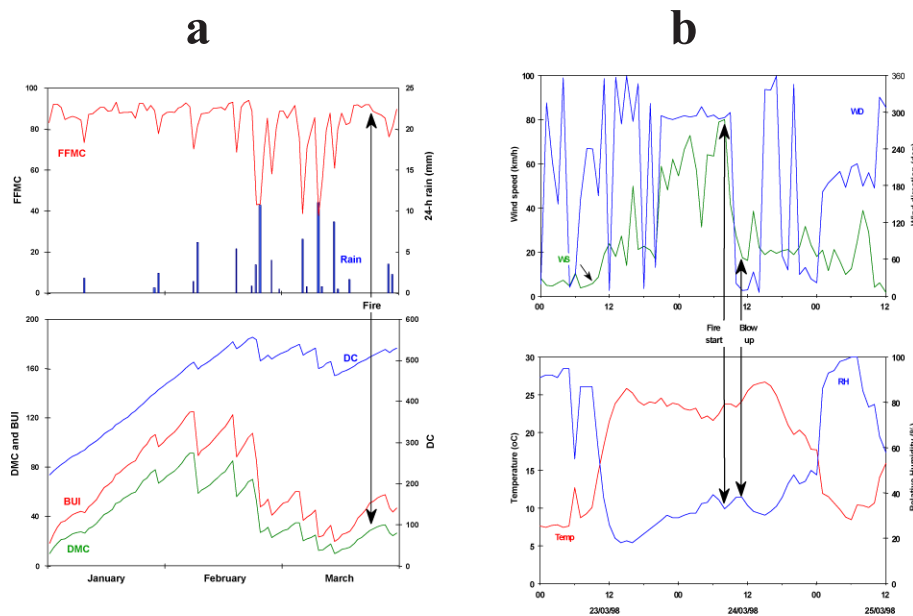 a
b
100
80
60
40
20
0
FFMC
25
20
15
10
5
0
24-h rain (mm)
FFMC
Rain
Fire
200
160
120
80
40
0
DMC and BUI
600
500
400
300
200
100
0
DC
DC
BUI
DMC
January
February
March
100
80
60
40
20
0
Wind speed (km/h)
360
300
240
180
120
60
0
WD
WS
00
12
00
12
00
12
Fire
start
Blow
up
30
25
20
15
10
5
0
Temperature (oC)
100
80
60
40
20
0
Relative Humidity (%)
RH
Temp
00
12
00
12
00
12
23/03/98
24/03/98
25/03/98